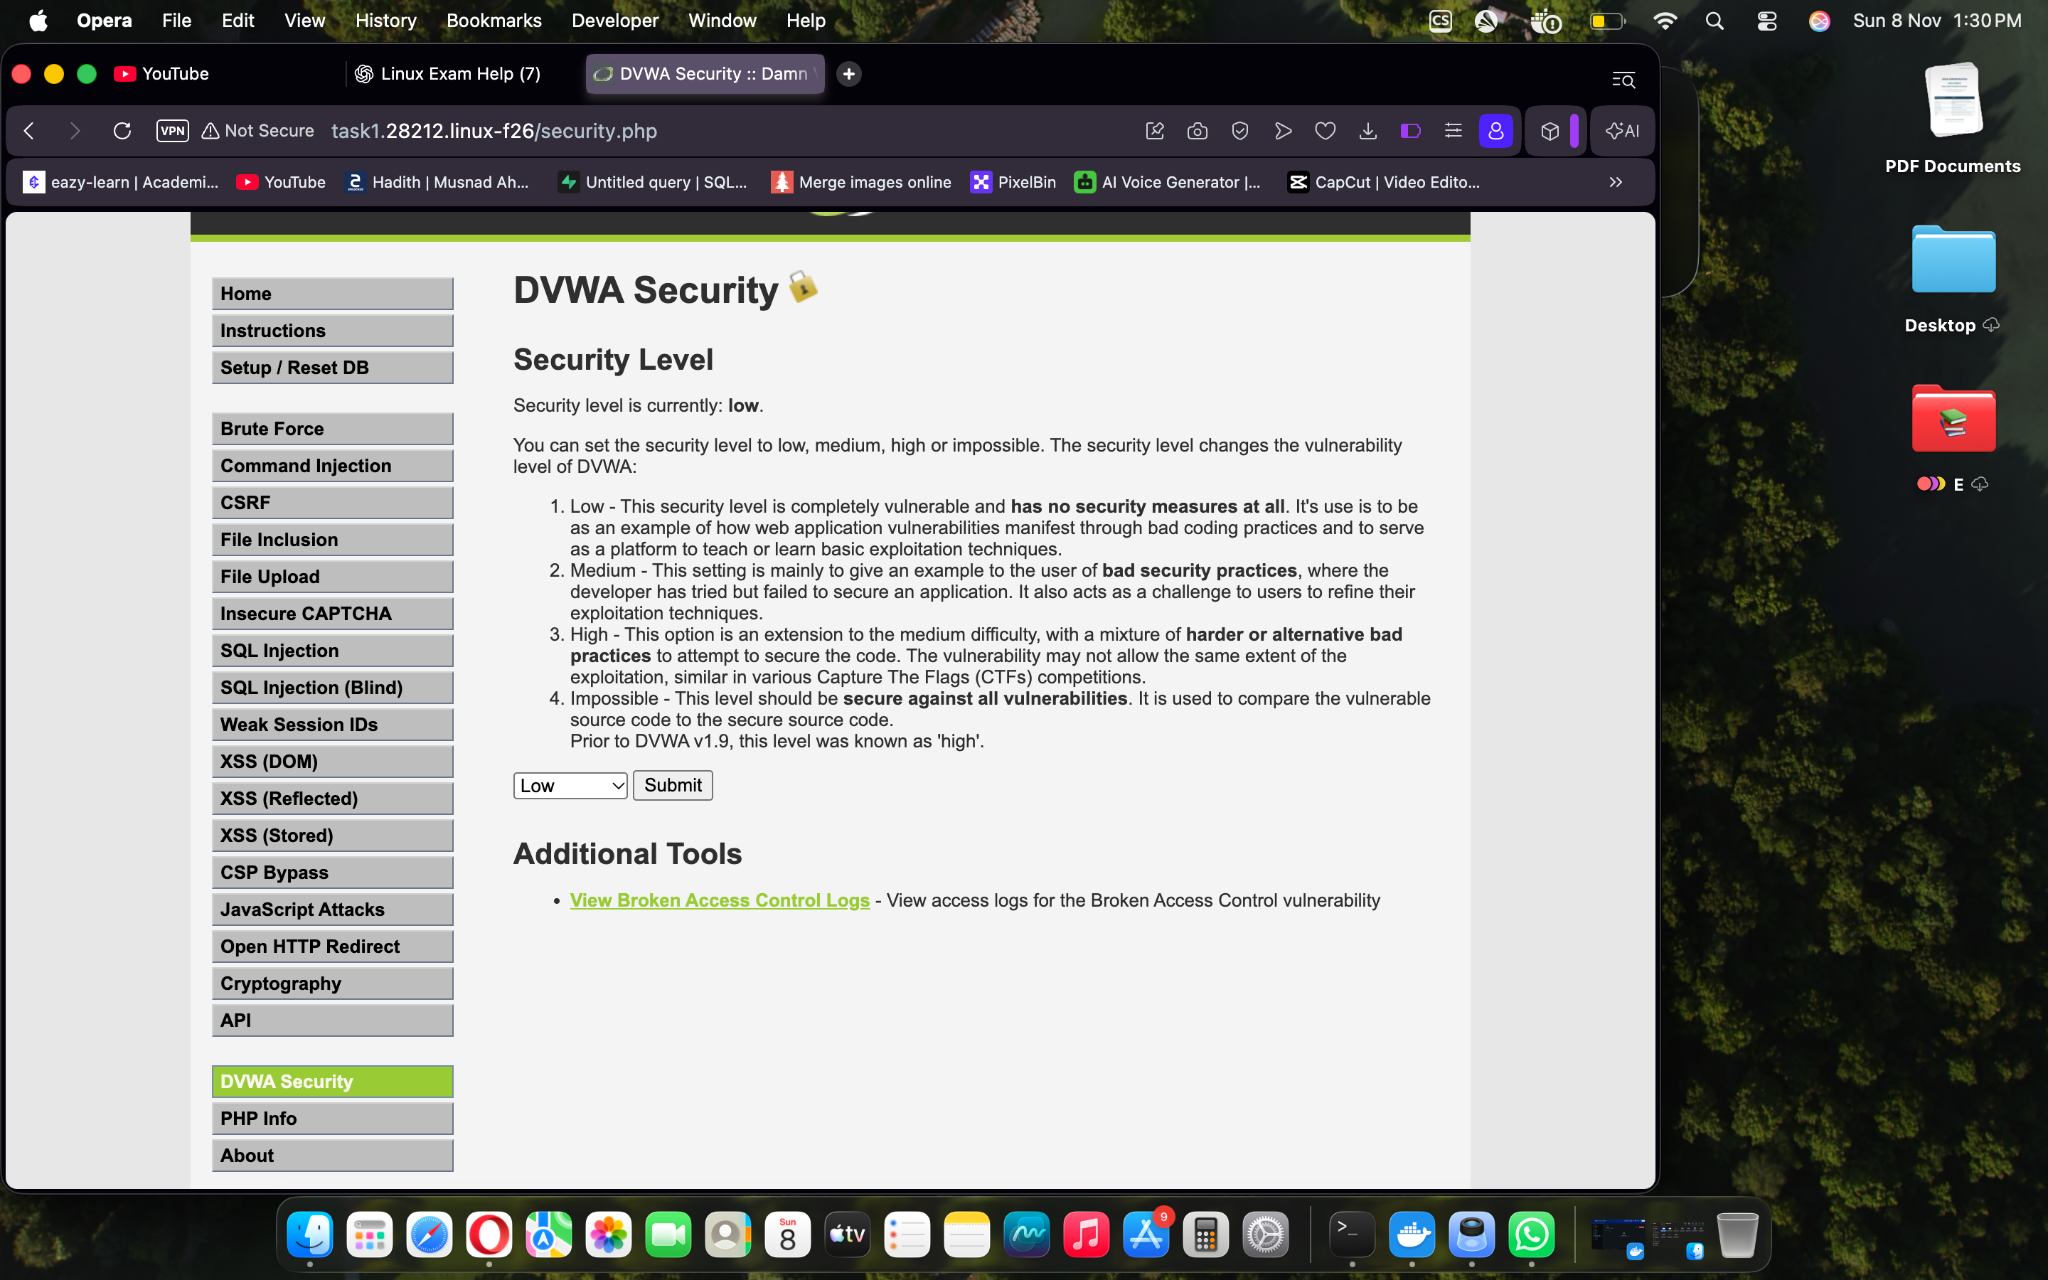 Opera File Edit View History Bookmarks Developer Window Help
CS
Sun 8 Nov 1:30 PM
YouTube
Linux Exam Help (7)
DVWA Security :: Damn
VPN
Not Secure
task1.28212.linux-f26/security.php
AI
eazy-learn | Academi...
YouTube
Hadith | Musnad Ah...
Untitled query | SQL...
Merge images online
PixelBin
AI Voice Generator |...
CapCut | Video Edito...
PDF Documents
Desktop
E
Home
Instructions
Setup / Reset DB
Brute Force
Command Injection
CSRF
File Inclusion
File Upload
Insecure CAPTCHA
SQL Injection
SQL Injection (Blind)
Weak Session IDs
XSS (DOM)
XSS (Reflected)
XSS (Stored)
CSP Bypass
JavaScript Attacks
Open HTTP Redirect
Cryptography
API
DVWA Security
PHP Info
About
DVWA Security
Security Level
Security level is currently: low.
You can set the security level to low, medium, high or impossible. The security level changes the vulnerability
level of DVWA:
1. Low - This security level is completely vulnerable and has no security measures at all. It's use is to be
as an example of how web application vulnerabilities manifest through bad coding practices and to serve
as a platform to teach or learn basic exploitation techniques.
2. Medium - This setting is mainly to give an example to the user of bad security practices, where the
developer has tried but failed to secure an application. It also acts as a challenge to users to refine their
exploitation techniques.
3. High - This option is an extension to the medium difficulty, with a mixture of harder or alternative bad
practices to attempt to secure the code. The vulnerability may not allow the same extent of the
exploitation, similar in various Capture The Flags (CTFs) competitions.
4. Impossible - This level should be secure against all vulnerabilities. It is used to compare the vulnerable
source code to the secure source code.
Prior to DVWA v1.9, this level was known as 'high'.
Low
Submit
Additional Tools
• View Broken Access Control Logs - View access logs for the Broken Access Control vulnerability
Sun
8
tv
9